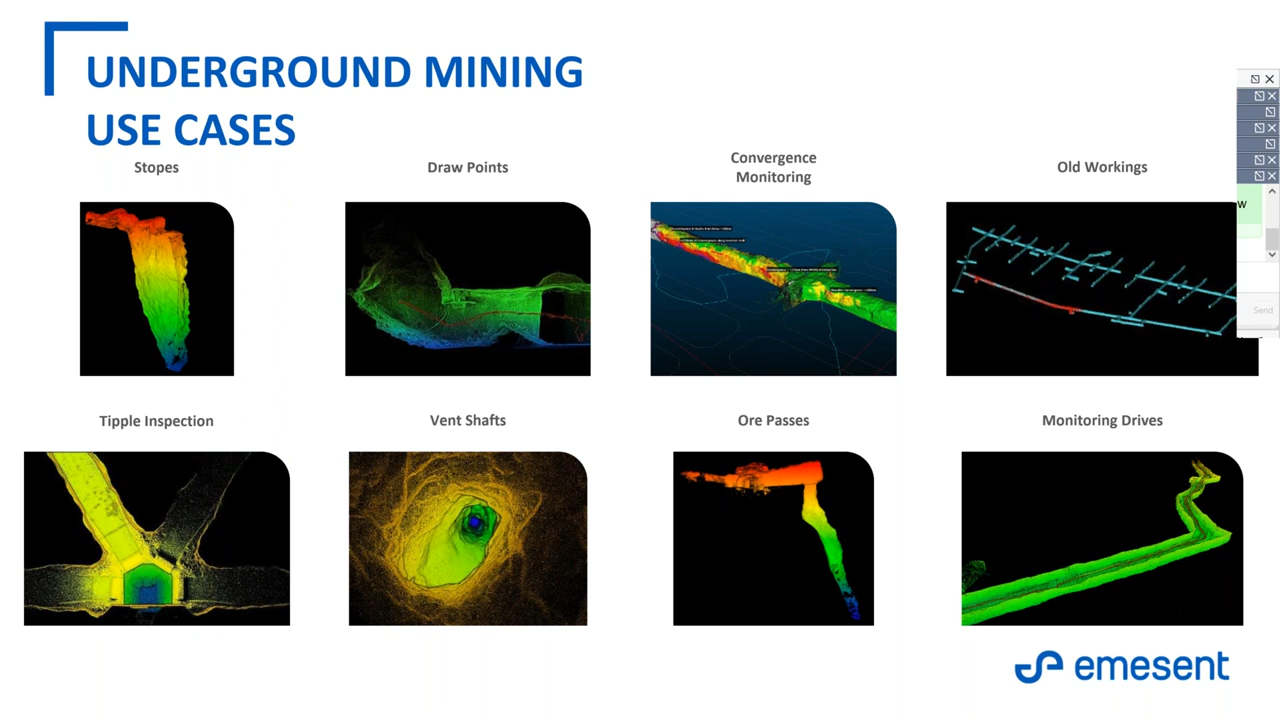 UNDERGROUND MINING
USE CASES
Stopes
Draw Points
Convergence
Monitoring
Old Workings
W
Send
Tipple Inspection
Vent Shafts
Ore Passes
Monitoring Drives
emesent